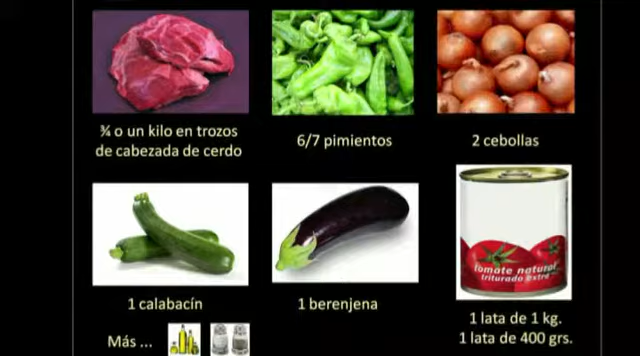 ¾ o un kilo en trozos
de cabezada de cerdo
6/7 pimientos
2 cebollas
tomate natural
triturado extra
1 calabacín
1 berenjena
1 lata de 1 kg.
1 lata de 400 grs.
Más ...